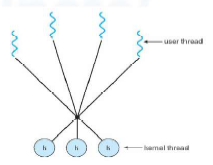 user thread
h h h
kernel thread